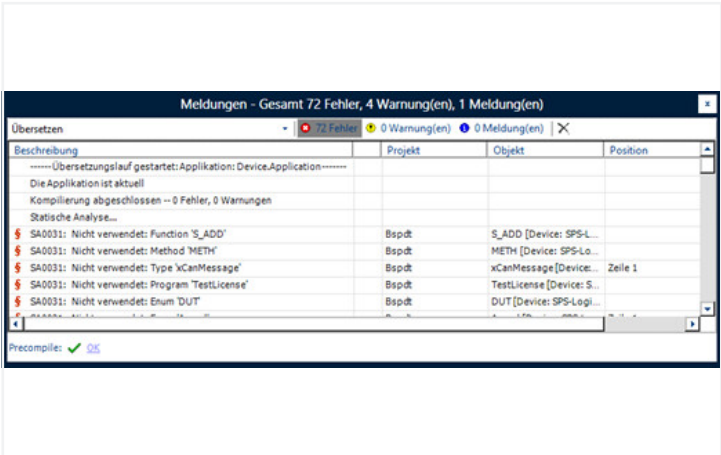 Meldungen - Gesamt 72 Fehler, 4 Warnung(en), 1 Meldung(en)
Übersetzen 72 Fehler 0 Warnung(en) 0 Meldung(en)
Beschreibung Projekt Objekt Position
------Übersetzungslauf gestartet: Applikation: Device.Application-------
Die Applikation ist aktuell
Kompilierung abgeschlossen -- 0 Fehler, 0 Warnungen
Statische Analyse...
SA0031: Nicht verwendet: Function 'S_ADD' Bspdt S_ADD [Device: SPS-L...
SA0031: Nicht verwendet: Method 'METH' Bspdt METH [Device: SPS-Lo...
SA0031: Nicht verwendet: Type 'xCanMessage' Bspdt xCanMessage [Device:... Zeile 1
SA0031: Nicht verwendet: Program 'TestLicense' Bspdt TestLicense [Device: S...
SA0031: Nicht verwendet: Enum 'DUT' Bspdt DUT [Device: SPS-Logi...
Precompile: OK